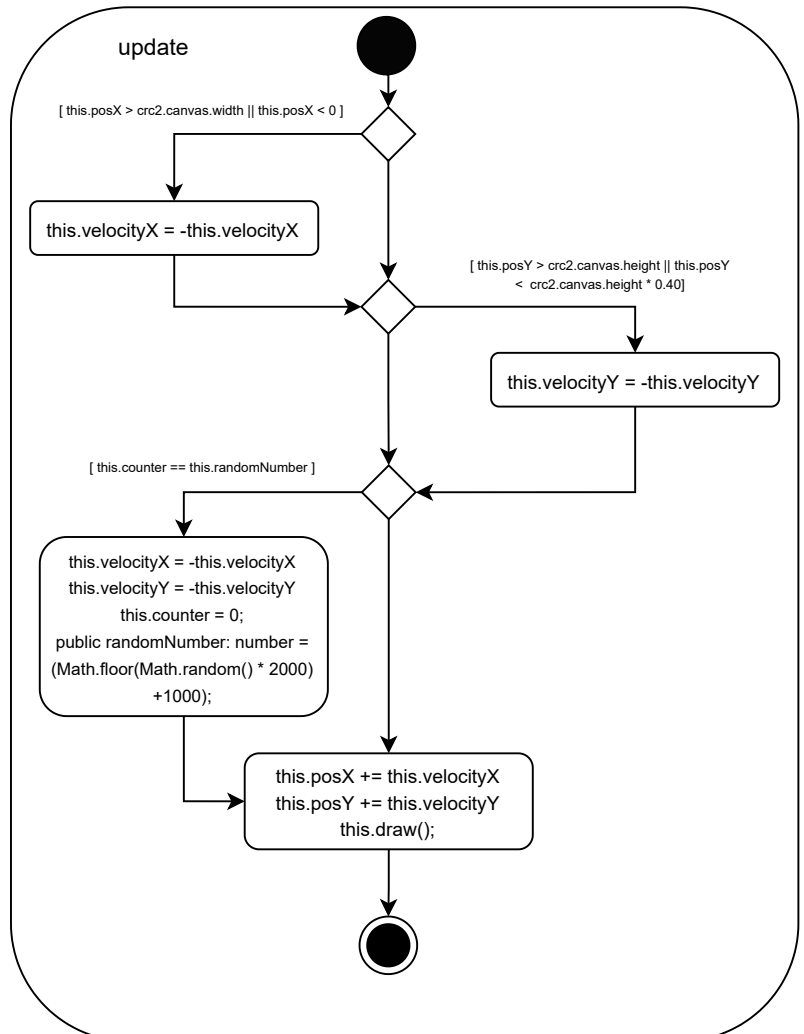 update
[ this.posX > crc2.canvas.width || this.posX < 0 ]
this.velocityX = -this.velocityX
[ this.posY > crc2.canvas.height || this.posY
< crc2.canvas.height * 0.40]
this.velocityY = -this.velocityY
[ this.counter == this.randomNumber ]
this.velocityX = -this.velocityX
this.velocityY = -this.velocityY
this.counter = 0;
public randomNumber: number =
(Math.floor(Math.random() * 2000)
+1000);
this.posX += this.velocityX
this.posY += this.velocityY
this.draw();